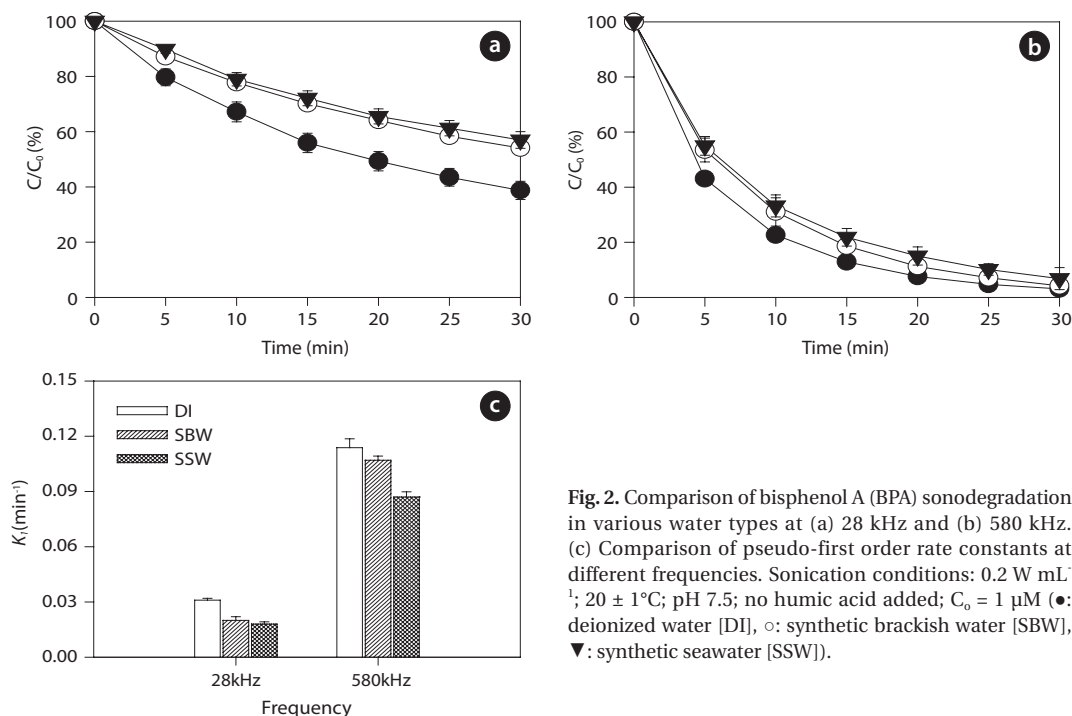 100
80
60
40
20
0
C/C₀ (%)
a
0 5 10 15 20 25 30
Time (min)
100
80
60
40
20
0
C/C₀ (%)
b
0 5 10 15 20 25 30
Time (min)
0.15
0.12
0.09
0.06
0.03
0.00
K₁(min⁻¹)
DI
SBW
SSW
c
28kHz 580kHz
Frequency
Fig. 2. Comparison of bisphenol A (BPA) sonodegradation
in various water types at (a) 28 kHz and (b) 580 kHz.
(c) Comparison of pseudo-first order rate constants at
different frequencies. Sonication conditions: 0.2 W mL⁻
¹; 20 ± 1°C; pH 7.5; no humic acid added; Cₒ = 1 μM (●:
deionized water [DI], ○: synthetic brackish water [SBW],
▼: synthetic seawater [SSW]).